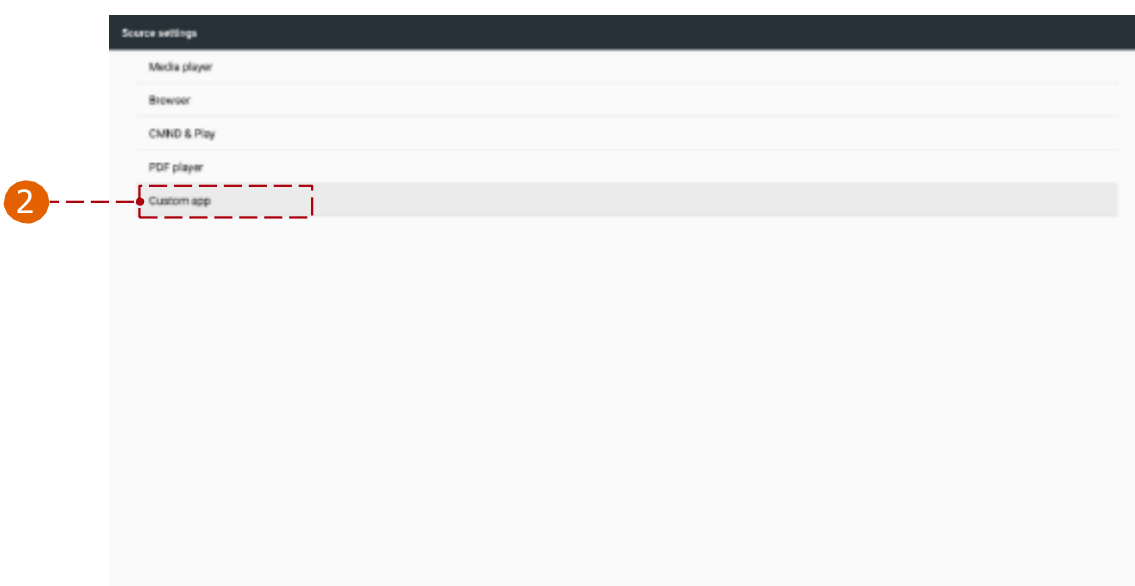 Source settings
Media player
Browser
CMND & Play
PDF player
2
Custom app